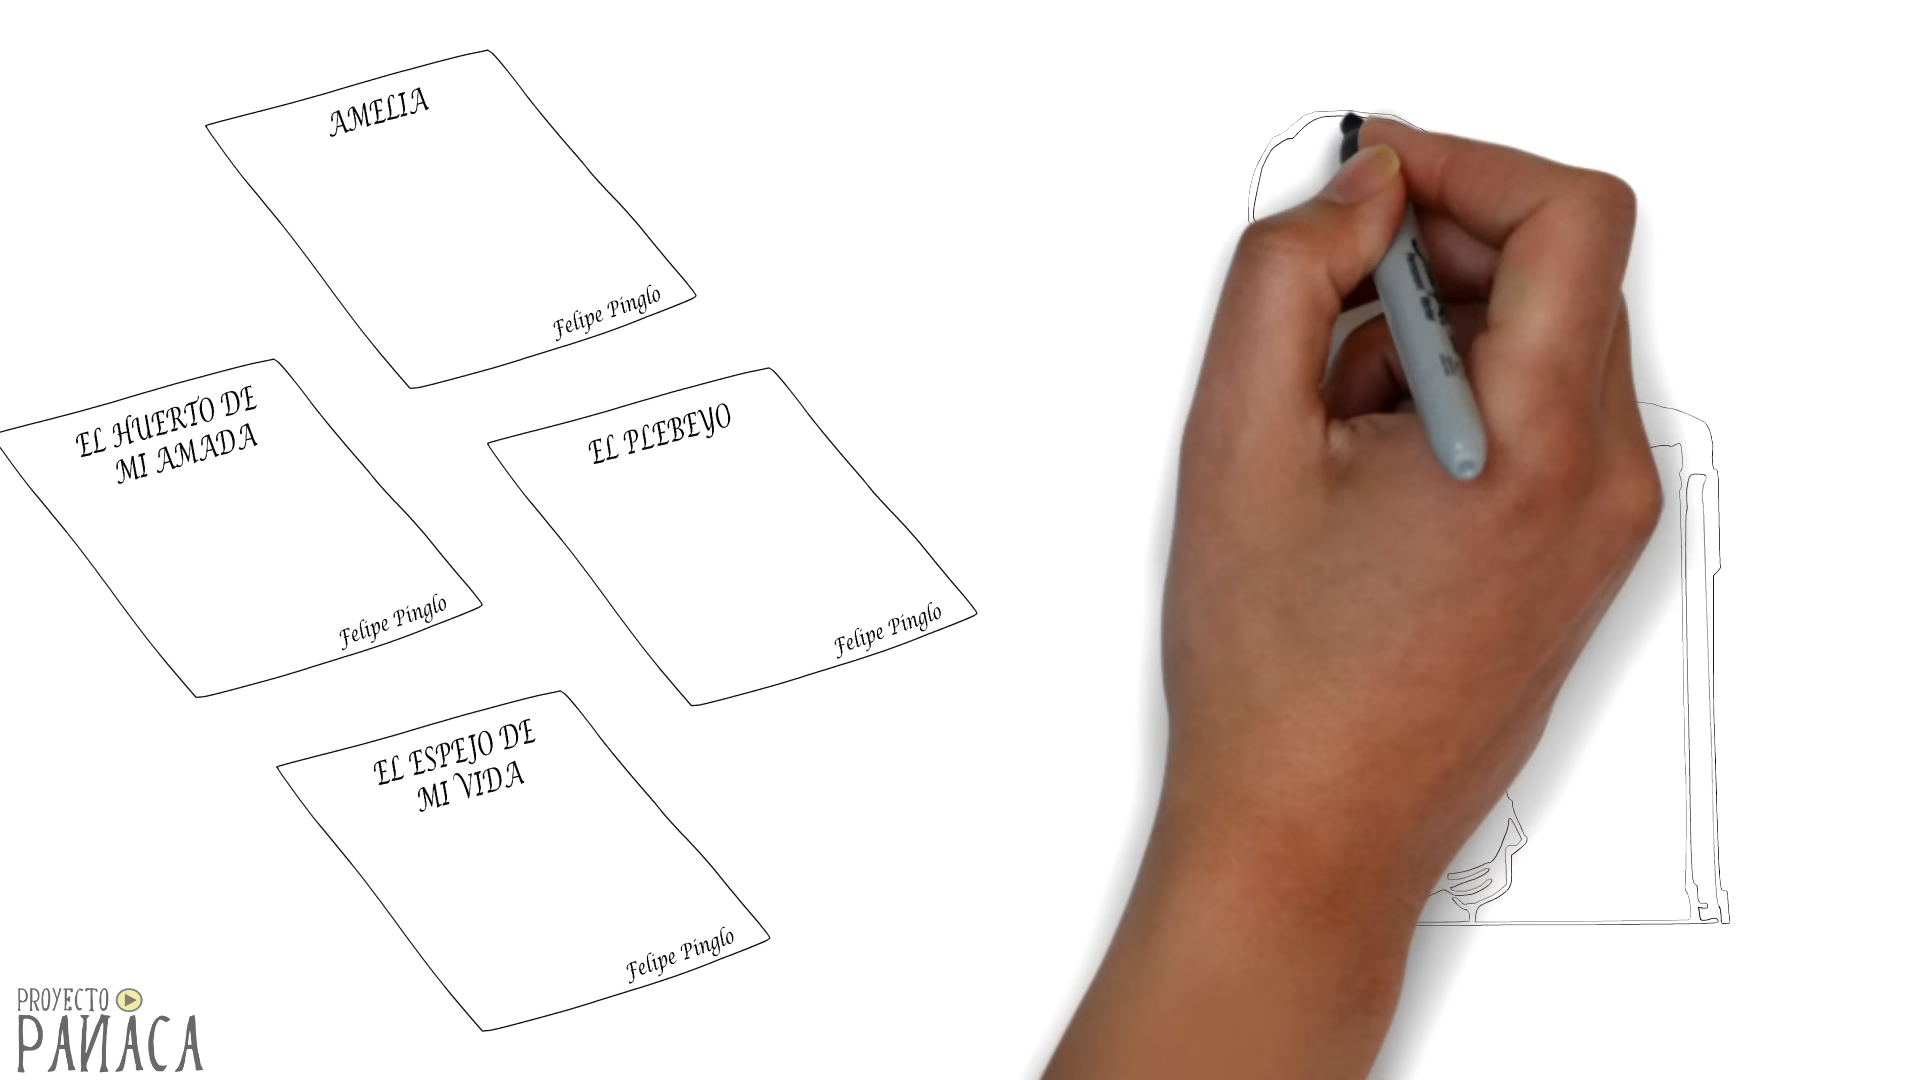 AMELIA
Felipe Pinglo
EL HUERTO DE
MI AMADA
Felipe Pinglo
EL PLEBEYO
Felipe Pinglo
EL ESPEJO DE
MI VIDA
Felipe Pinglo
PROYECTO
PANACA